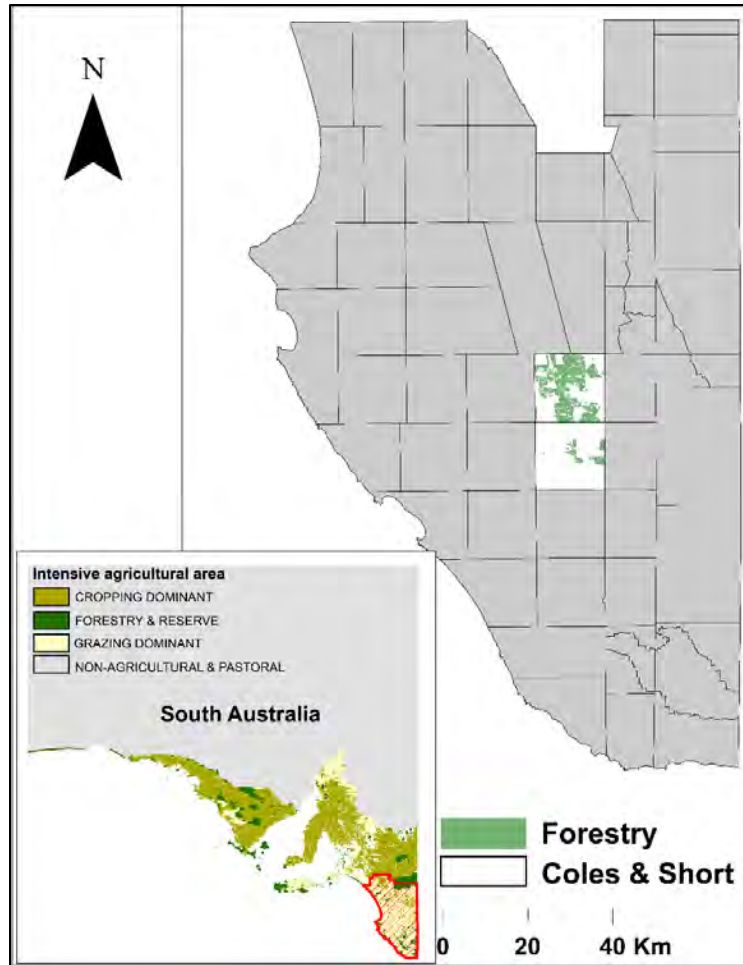 N
Intensive agricultural area
CROPPING DOMINANT
FORESTRY & RESERVE
GRAZING DOMINANT
NON-AGRICULTURAL & PASTORAL
South Australia
Forestry
Coles & Short
0 20 40 Km